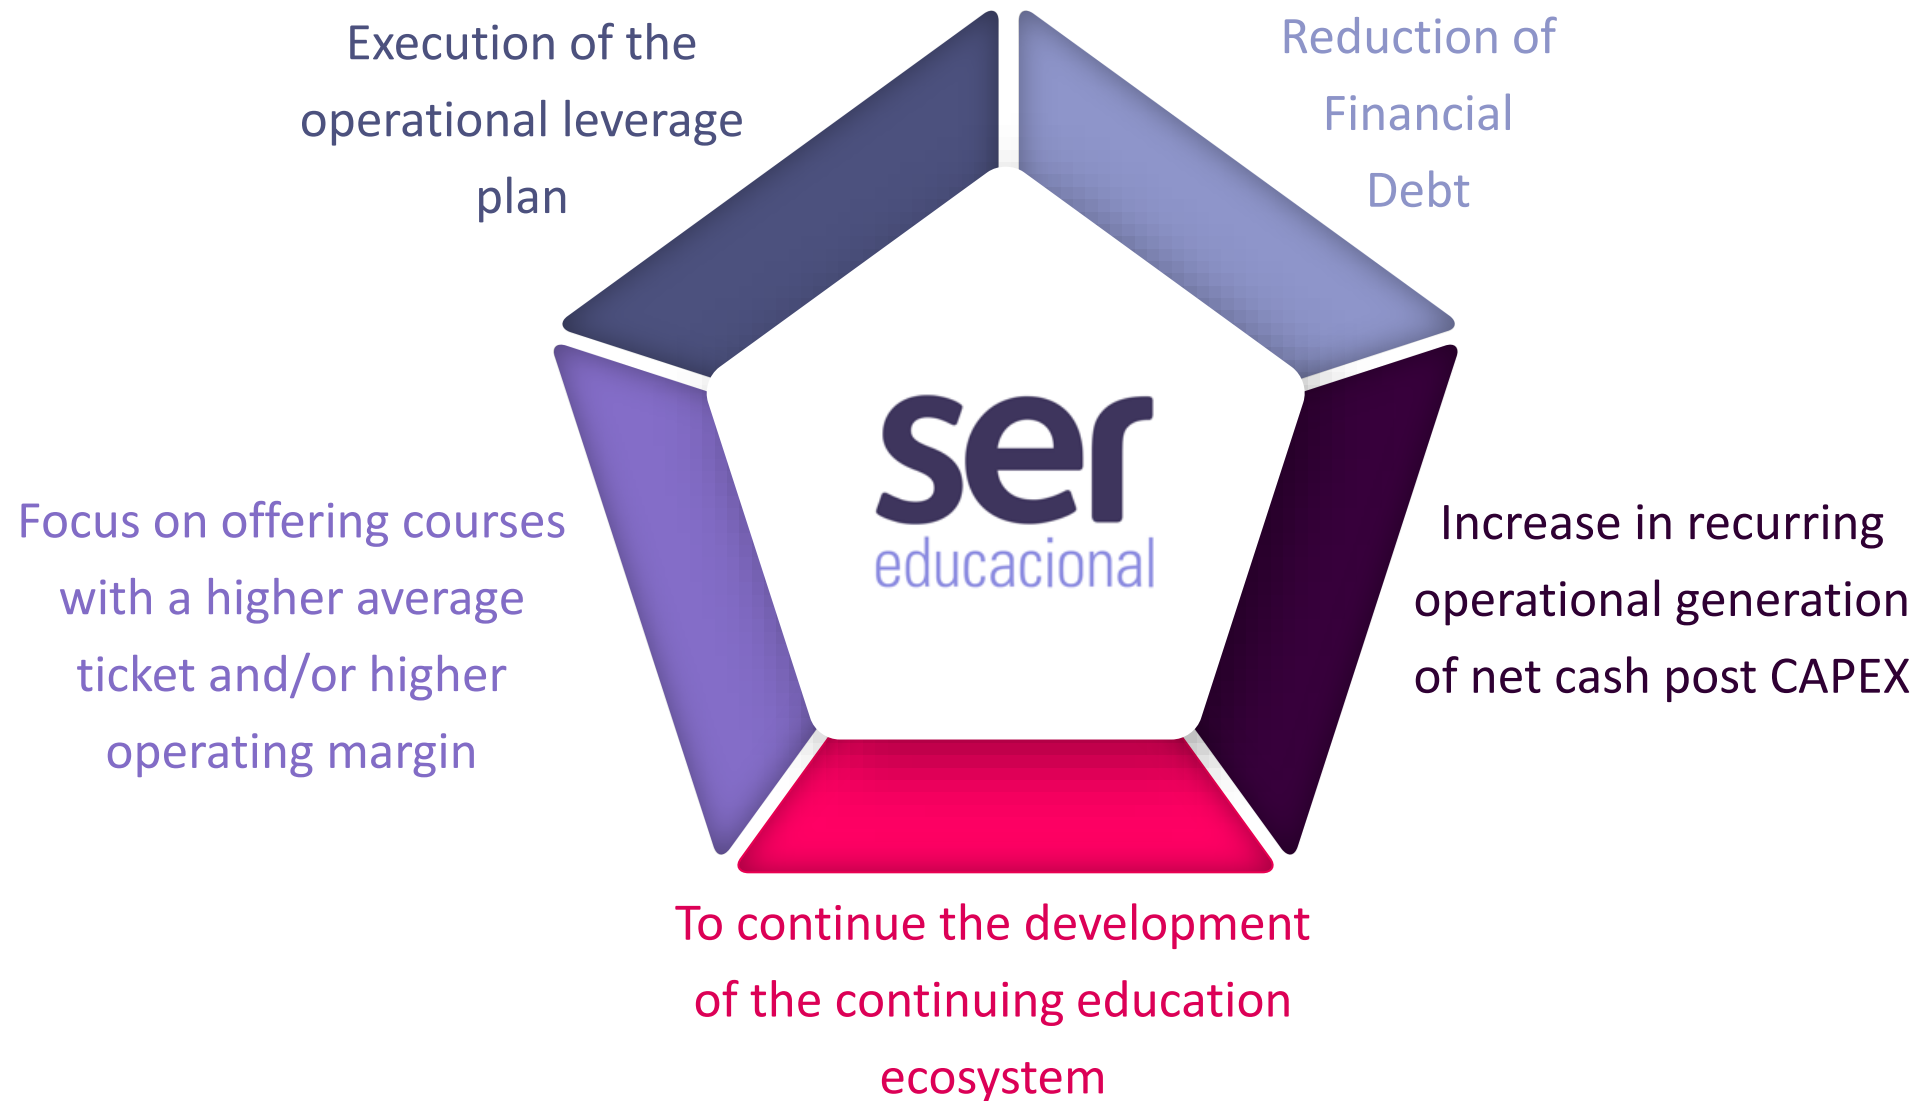 Execution of the
operational leverage
plan
Reduction of
Financial
Debt
ser
educacional
Focus on offering courses
with a higher average
ticket and/or higher
operating margin
Increase in recurring
operational generation
of net cash post CAPEX
To continue the development
of the continuing education
ecosystem